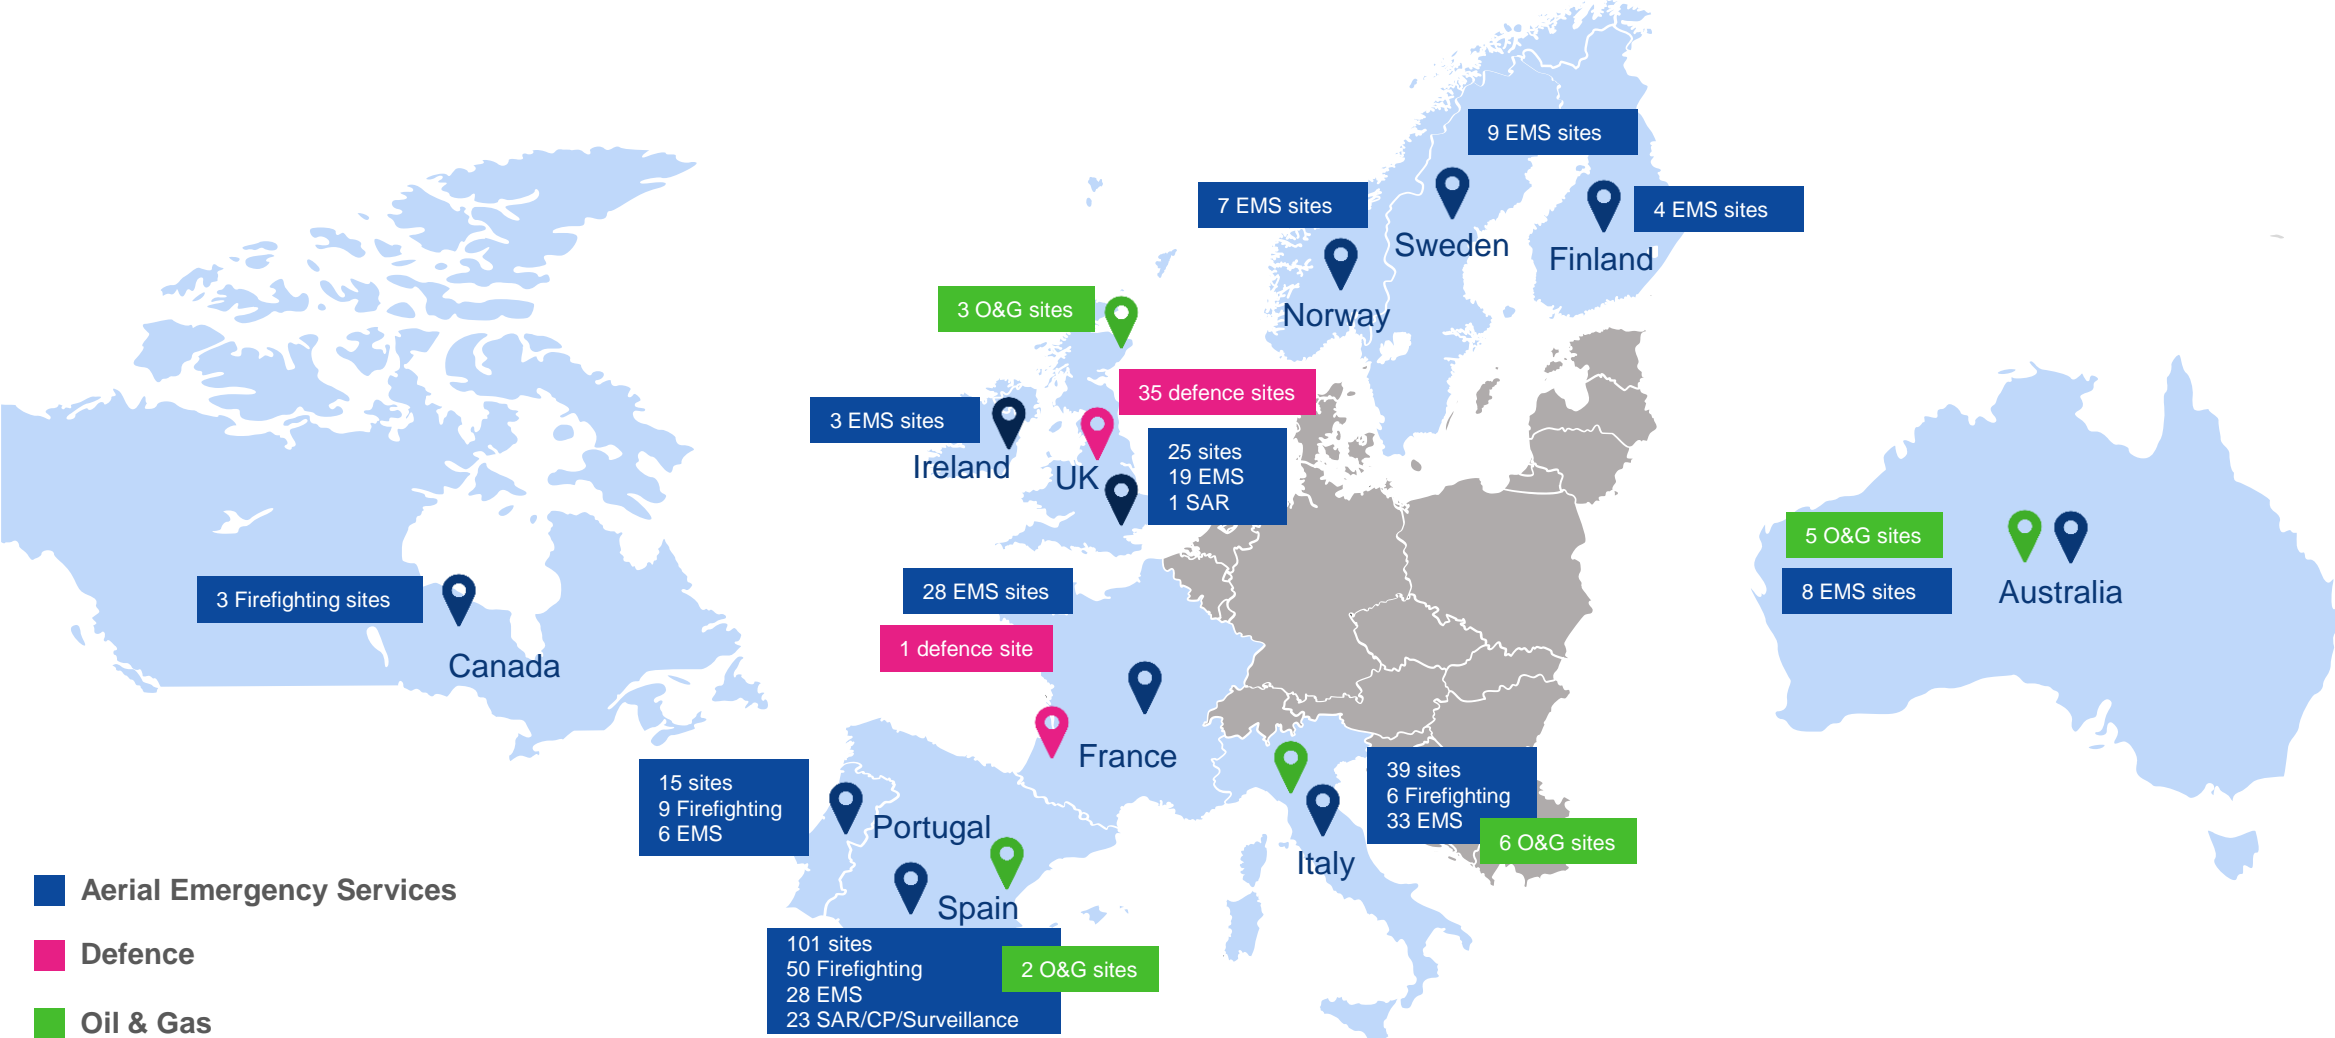 9 EMS sites
7 EMS sites
4 EMS sites
Sweden
Finland
Norway
3 O&G sites
35 defence sites
3 EMS sites
Ireland
UK
25 sites
19 EMS
1 SAR
5 O&G sites
8 EMS sites
Australia
3 Firefighting sites
Canada
28 EMS sites
1 defence site
France
15 sites
9 Firefighting
6 EMS
Portugal
39 sites
6 Firefighting
33 EMS
6 O&G sites
Italy
Spain
101 sites
50 Firefighting
28 EMS
23 SAR/CP/Surveillance
2 O&G sites
Aerial Emergency Services
Defence
Oil & Gas